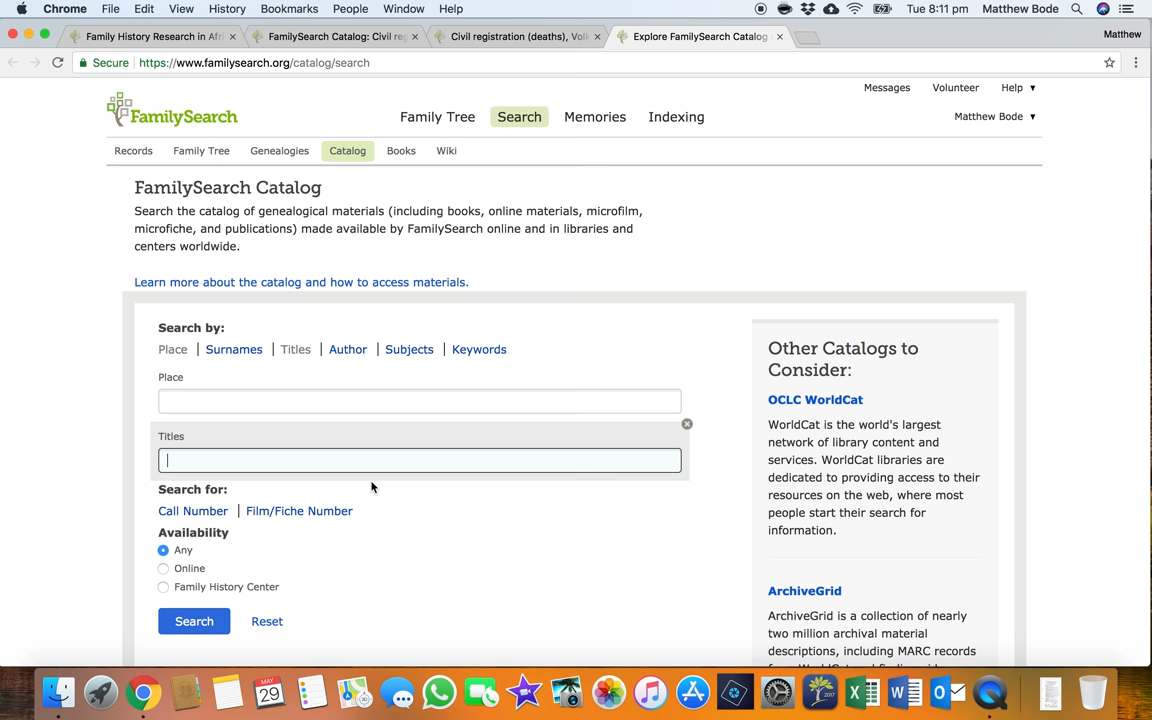 Chrome File Edit View History Bookmarks People Window Help Tue 8:11 pm Matthew Bode
Family History Research in Afri FamilySearch Catalog: Civil reg Civil registration (deaths), Volk Explore FamilySearch Catalog Matthew
Secure https://www.familysearch.org/catalog/search
Messages Volunteer Help
FamilySearch Family Tree Search Memories Indexing Matthew Bode
Records Family Tree Genealogies Catalog Books Wiki
FamilySearch Catalog
Search the catalog of genealogical materials (including books, online materials, microfilm,
microfiche, and publications) made available by FamilySearch online and in libraries and
centers worldwide.
Learn more about the catalog and how to access materials.
Search by:
Place Surnames Titles Author Subjects Keywords
Place
Titles
Search for:
Call Number Film/Fiche Number
Availability
Any
Online
Family History Center
Search Reset
Other Catalogs to
Consider:
OCLC WorldCat
WorldCat is the world's largest
network of library content and
services. WorldCat libraries are
dedicated to providing access to their
resources on the web, where most
people start their search for
information.
ArchiveGrid
ArchiveGrid is a collection of nearly
two million archival material
descriptions, including MARC records
MAY
29
2017